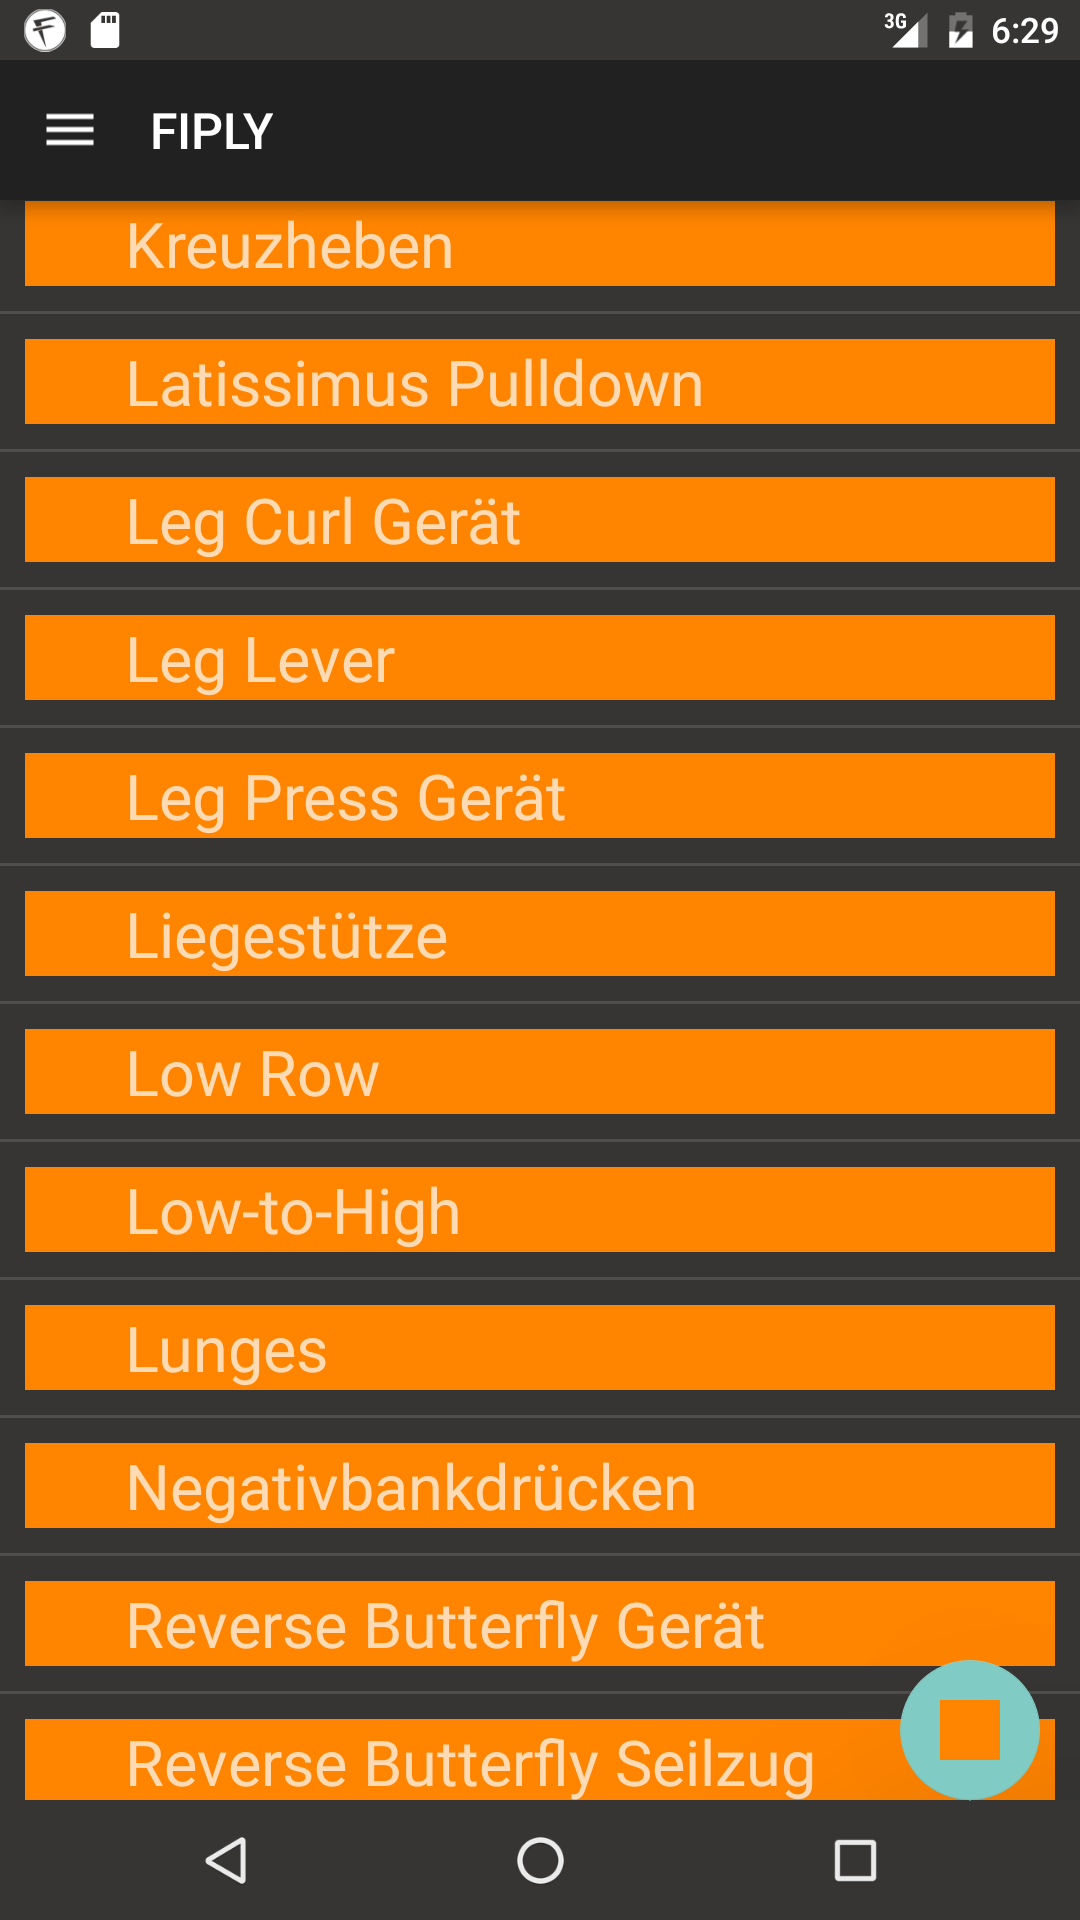 3G 6:29
FIPLY
Kreuzheben
Latissimus Pulldown
Leg Curl Gerät
Leg Lever
Leg Press Gerät
Liegestütze
Low Row
Low-to-High
Lunges
Negativbankdrücken
Reverse Butterfly Gerät
Reverse Butterfly Seilzug